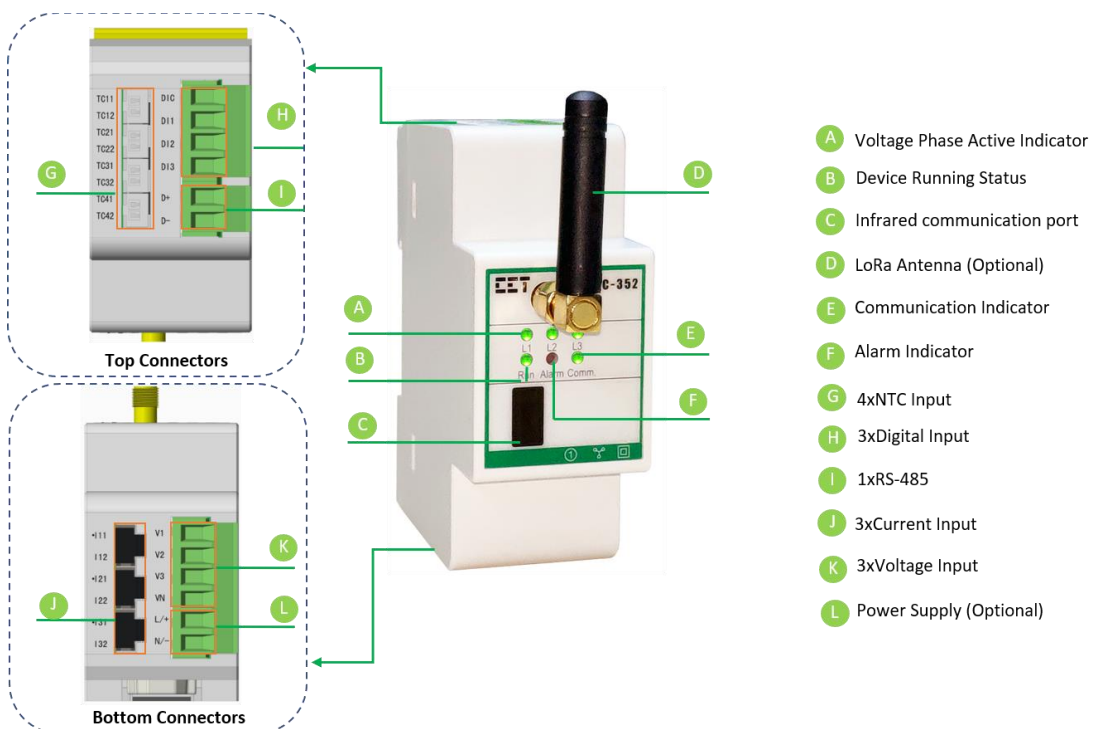 TC11
TC12
TC21
TC22
TC31
TC32
TC41
TC42
DIC
DI1
DI2
DI3
D+
D-
G
H
I
Top Connectors
•I11
I12
•I21
I22
•I31
I32
V1
V2
V3
VN
L/+
N/-
J
K
L
Bottom Connectors
CET
C-352
L1 L2 L3
Run Alarm Comm.
1
A
B
C
D
E
F
A Voltage Phase Active Indicator
B Device Running Status
C Infrared communication port
D LoRa Antenna (Optional)
E Communication Indicator
F Alarm Indicator
G 4xNTC Input
H 3xDigital Input
I 1xRS-485
J 3xCurrent Input
K 3xVoltage Input
L Power Supply (Optional)